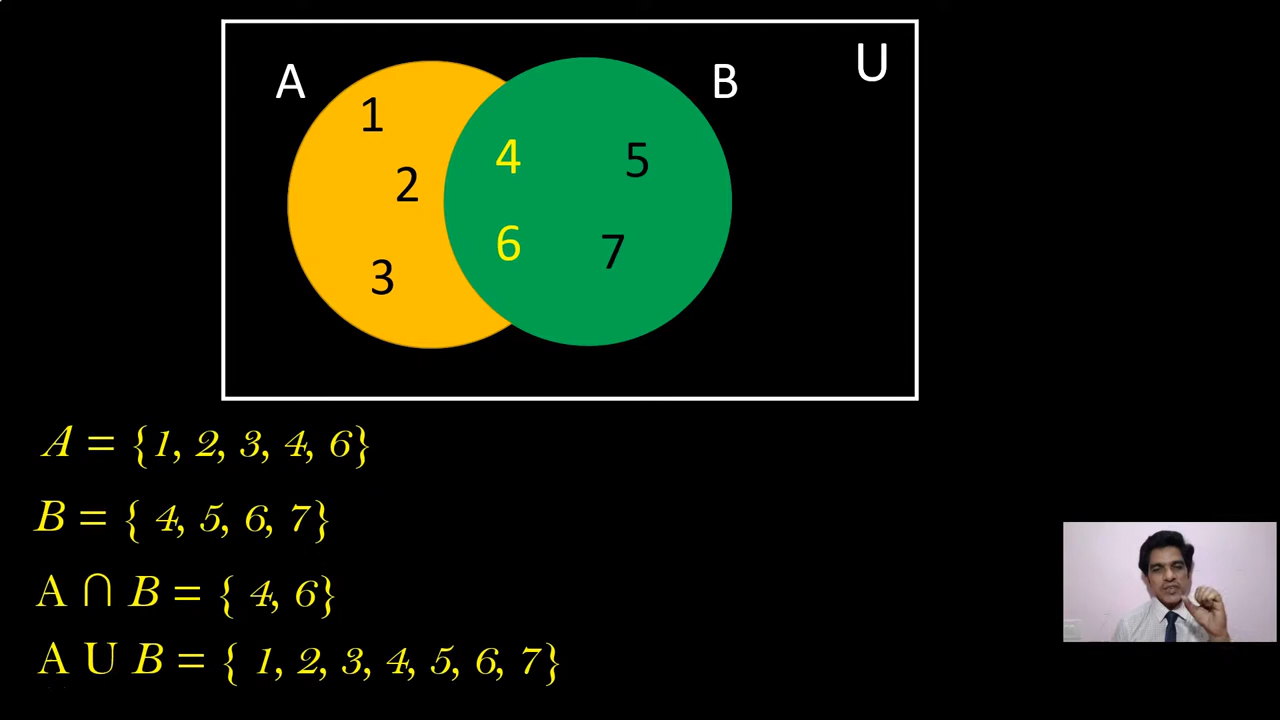 A B U
1
4 5
2
6 7
3
A = {1, 2, 3, 4, 6}
B = { 4, 5, 6, 7}
A ∩ B = { 4, 6}
A U B = { 1, 2, 3, 4, 5, 6, 7}